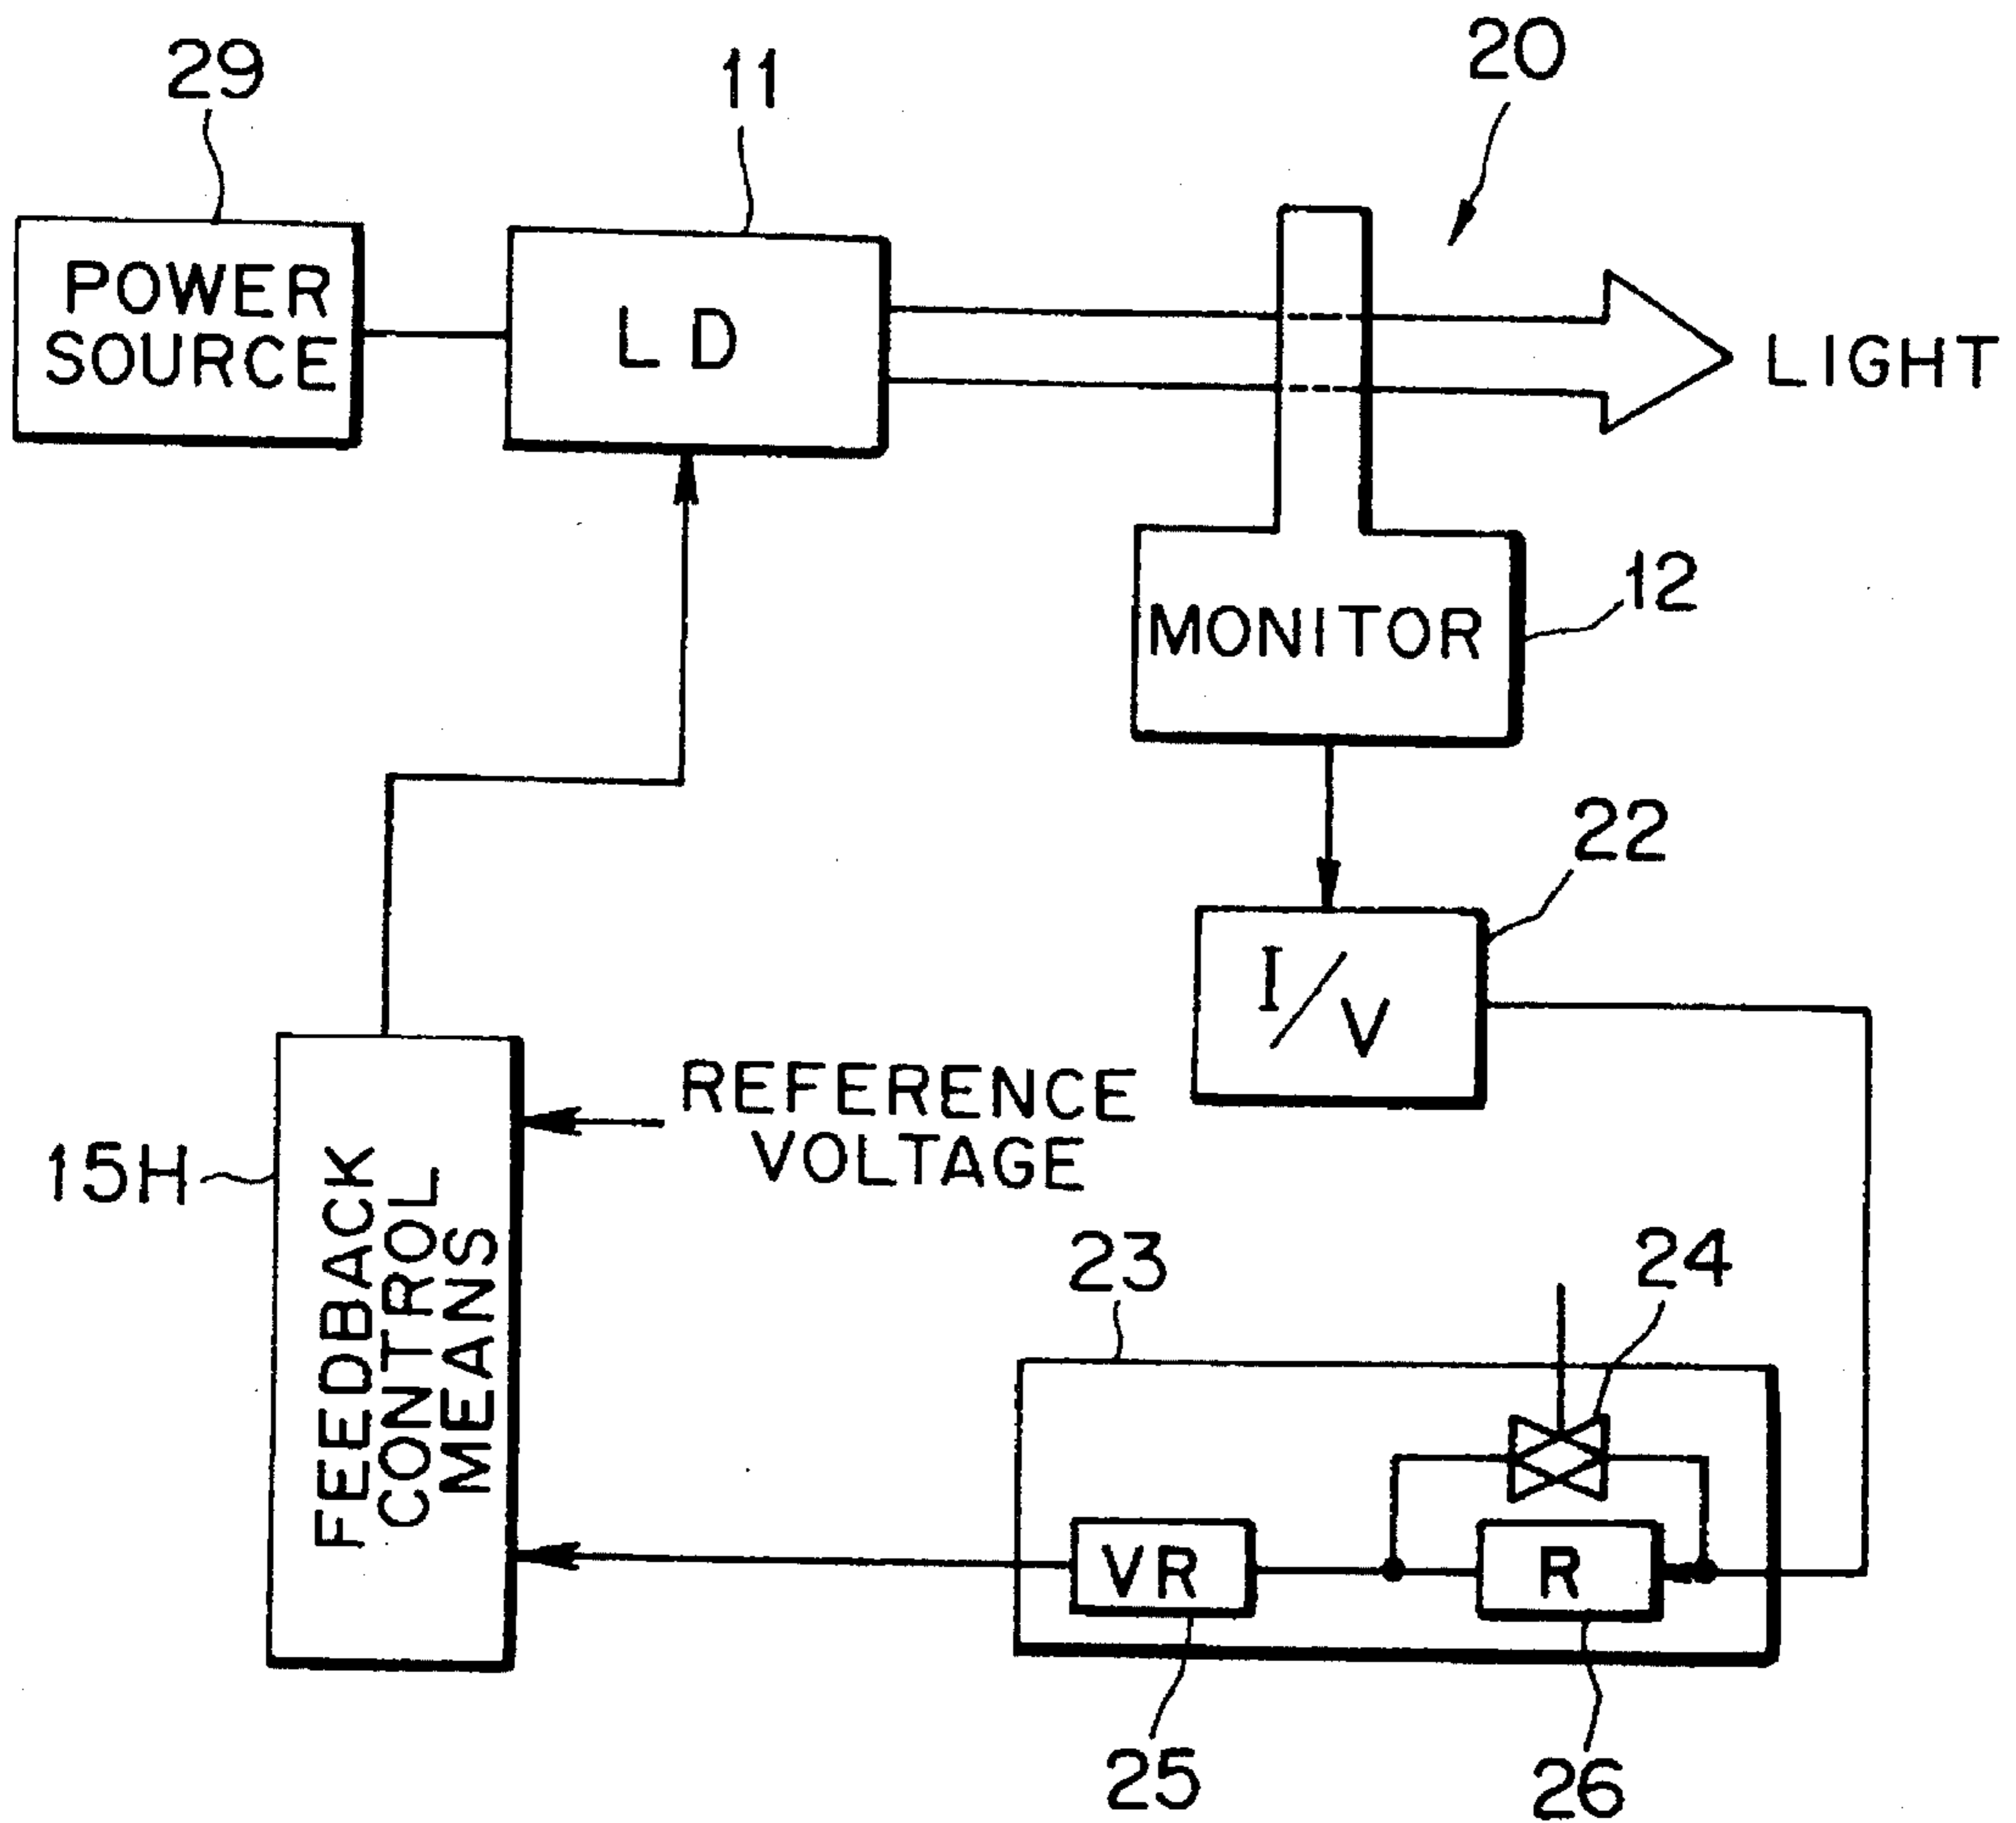 20
29
11
POWER
SOURCE
LD
LIGHT
12
MONITOR
22
I/V
REFERENCE
VOLTAGE
15H
FEEDBACK
CONTROL
MEANS
23
24
VR
R
25
26